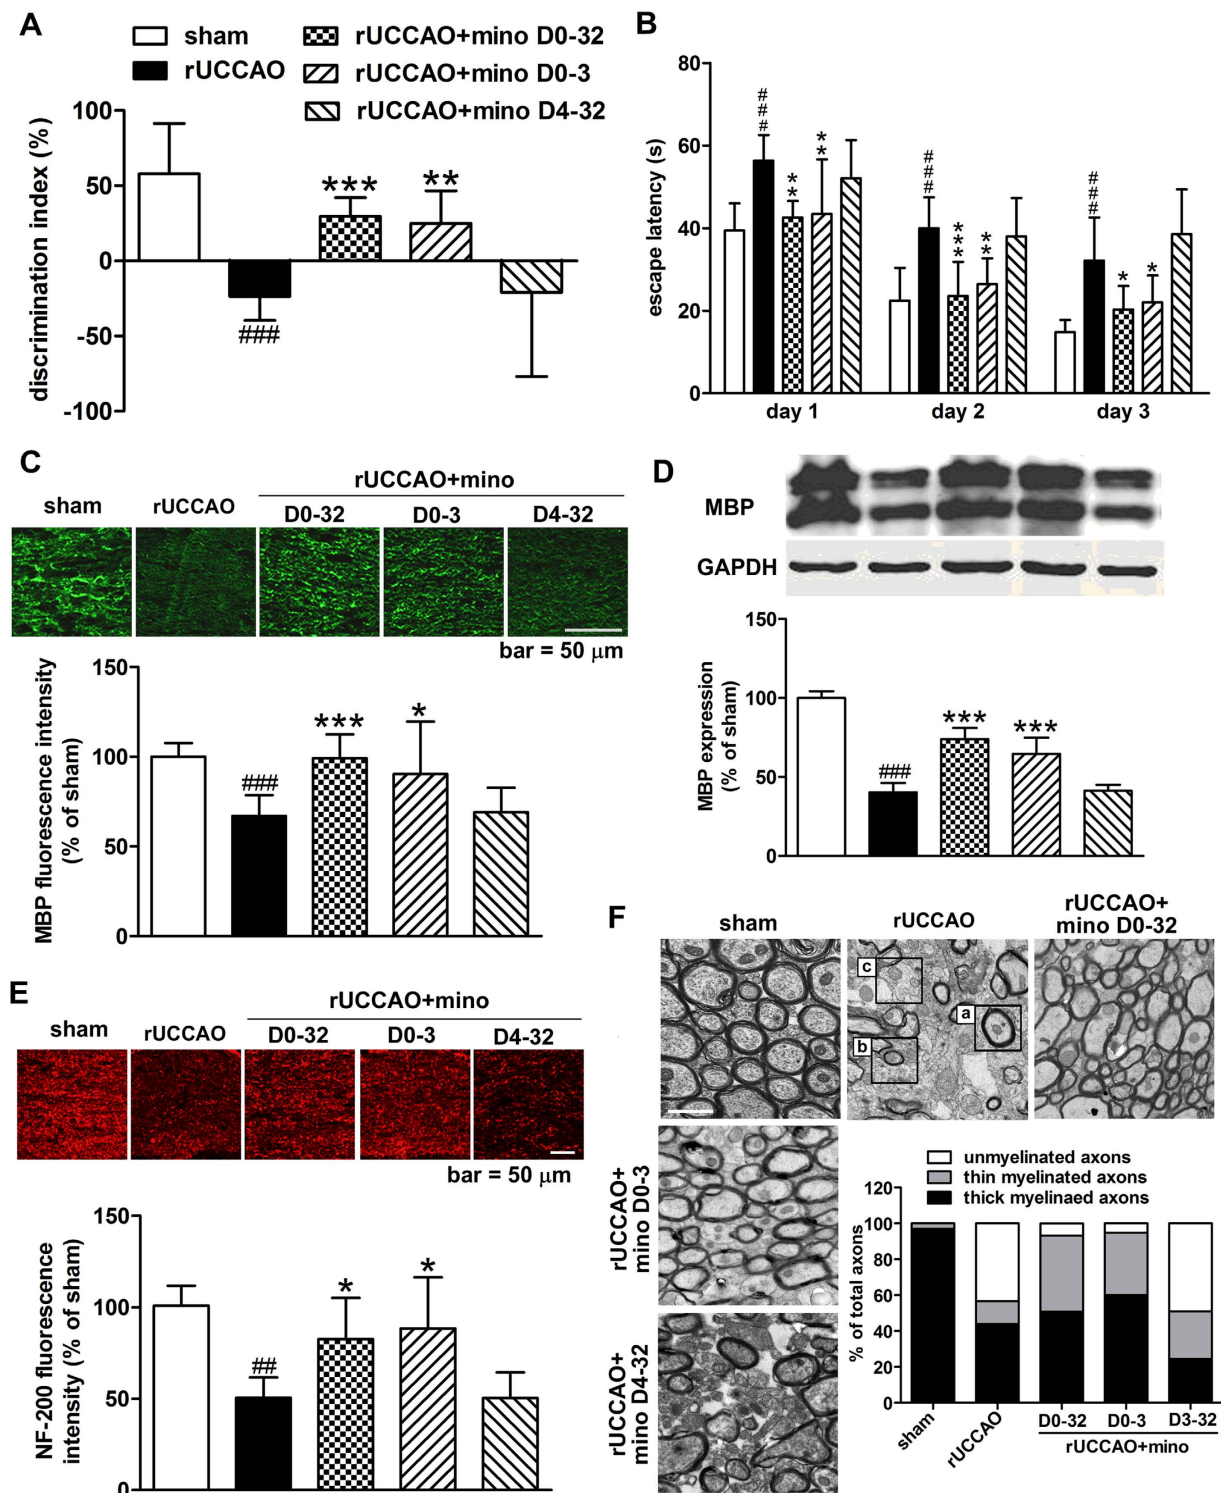 A
sham
rUCCAO
rUCCAO+mino D0-32
rUCCAO+mino D0-3
rUCCAO+mino D4-32
discrimination index (%)
100
50
0
-50
-100
###
***
**
B
escape latency (s)
80
60
40
20
0
###
**
**
###
***
**
###
*
*
day 1
day 2
day 3
C
rUCCAO+mino
sham
rUCCAO
D0-32
D0-3
D4-32
bar = 50 μm
MBP fluorescence intensity
(% of sham)
150
100
50
0
###
***
*
D
MBP
GAPDH
MBP expression
(% of sham)
150
100
50
0
###
***
***
E
rUCCAO+mino
sham
rUCCAO
D0-32
D0-3
D4-32
bar = 50 μm
NF-200 fluorescence
intensity (% of sham)
150
100
50
0
##
*
*
F
sham
rUCCAO
rUCCAO+
mino D0-32
c
a
b
rUCCAO+
mino D0-3
rUCCAO+
mino D4-32
unmyelinated axons
thin myelinated axons
thick myelinaed axons
% of total axons
120
100
80
60
40
20
0
sham
rUCCAO
D0-32
D0-3
D3-32
rUCCAO+mino